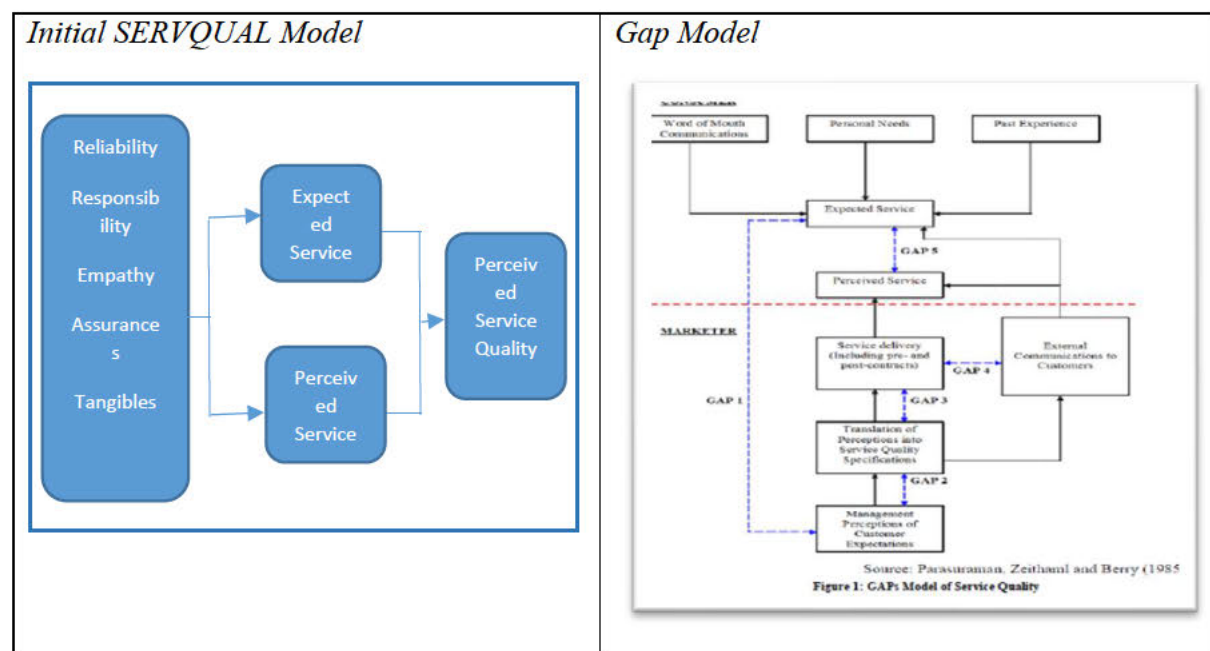 Initial SERVQUAL Model
Reliability
Responsib
ility
Empathy
Assurance
s
Tangibles
Expect
ed
Service
Perceiv
ed
Service
Perceiv
ed
Service
Quality
Gap Model
Word of Mouth
Communications
Personal Needs
Past Experience
Expected Service
GAP 5
Perceived Service
MARKETER
Service delivery
(Including pre- and
post-contracts)
GAP 4
External
Communications to
Customers
GAP 1
GAP 3
Translation of
Perceptions into
Service Quality
Specifications
GAP 2
Management
Perceptions of
Customer
Expectations
Source: Parasuraman, Zeithaml and Berry (1985
Figure 1: GAPs Model of Service Quality